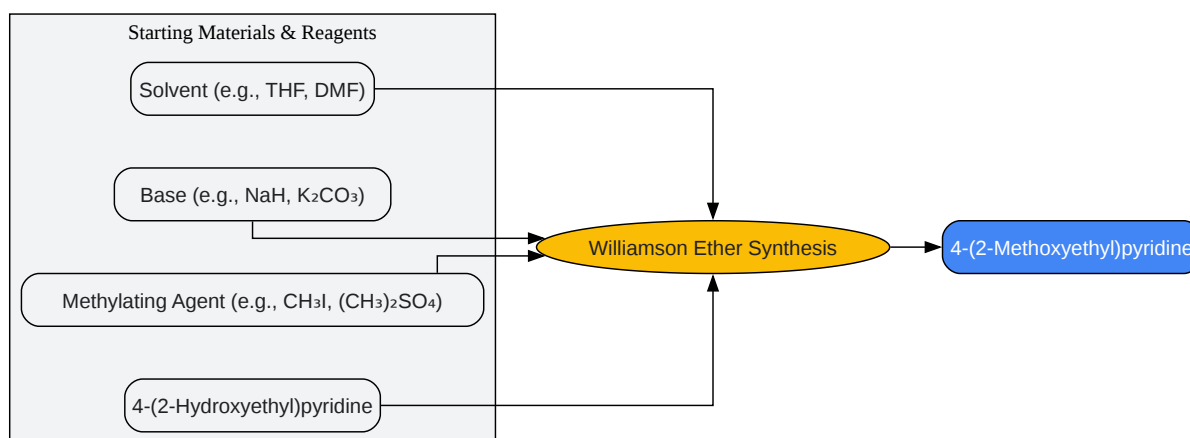 Starting Materials & Reagents
Solvent (e.g., THF, DMF)
Base (e.g., NaH, K₂CO₃)
Williamson Ether Synthesis
4-(2-Methoxyethyl)pyridine
Methylating Agent (e.g., CH₃I, (CH₃)₂SO₄)
4-(2-Hydroxyethyl)pyridine